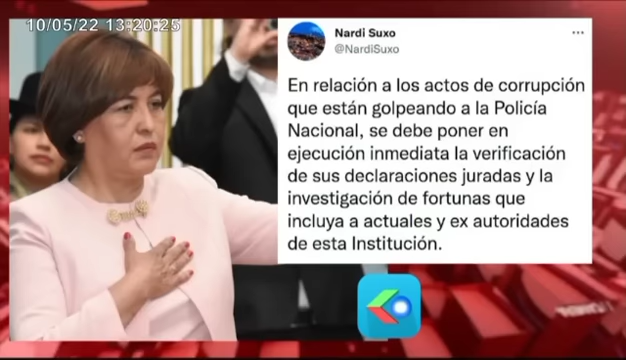 10/05/22 13:20:25
Nardi Suxo
@NardiSuxo
En relación a los actos de corrupción
que están golpeando a la Policía
Nacional, se debe poner en
ejecución inmediata la verificación
de sus declaraciones juradas y la
investigación de fortunas que
incluya a actuales y ex autoridades
de esta Institución.